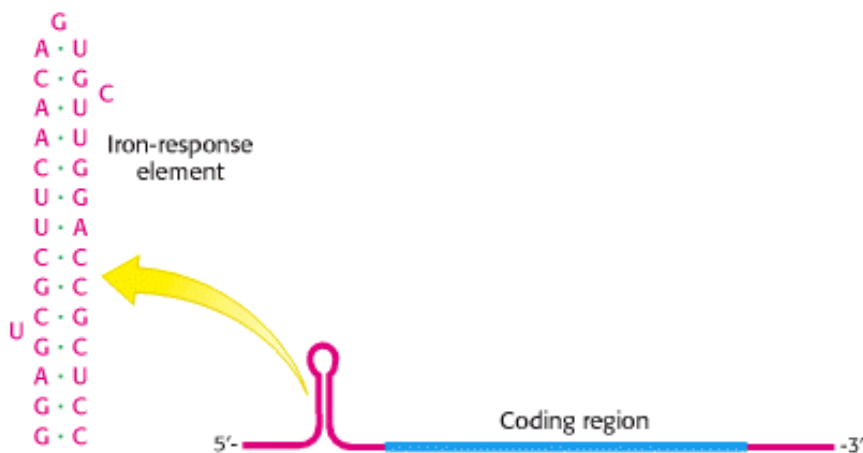 G
A · U
C · G
C
A · U
A · U
C · G
U · G
U · A
C · C
G · C
C · G
U
G · C
A · U
G · C
G · C
Iron-response
element
Coding region
5′-
-3′